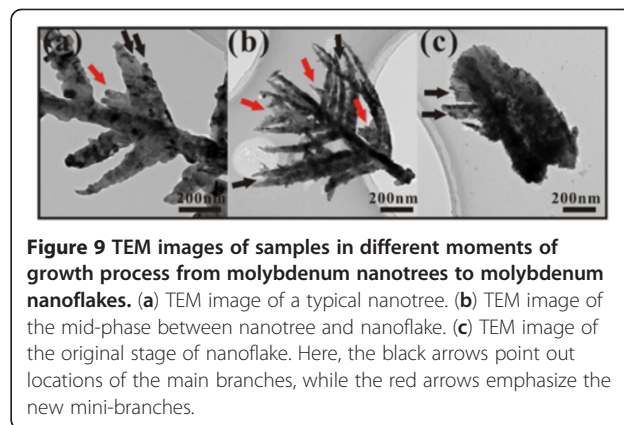 (a) (b) (c)
200nm 200nm 200nm
Figure 9 TEM images of samples in different moments of
growth process from molybdenum nanotrees to molybdenum
nanoflakes. (a) TEM image of a typical nanotree. (b) TEM image of
the mid-phase between nanotree and nanoflake. (c) TEM image of
the original stage of nanoflake. Here, the black arrows point out
locations of the main branches, while the red arrows emphasize the
new mini-branches.